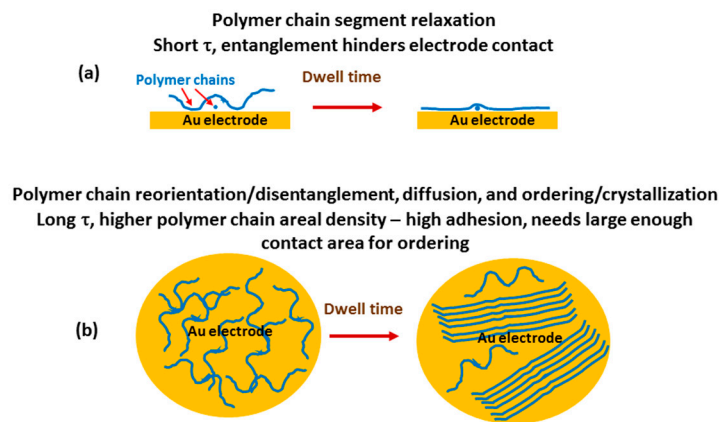 Polymer chain segment relaxation
Short τ, entanglement hinders electrode contact
(a)
Polymer chains
Dwell time
Au electrode
Au electrode
Polymer chain reorientation/disentanglement, diffusion, and ordering/crystallization
Long τ, higher polymer chain areal density – high adhesion, needs large enough
contact area for ordering
(b)
Dwell time
Au electrode
Au electrode